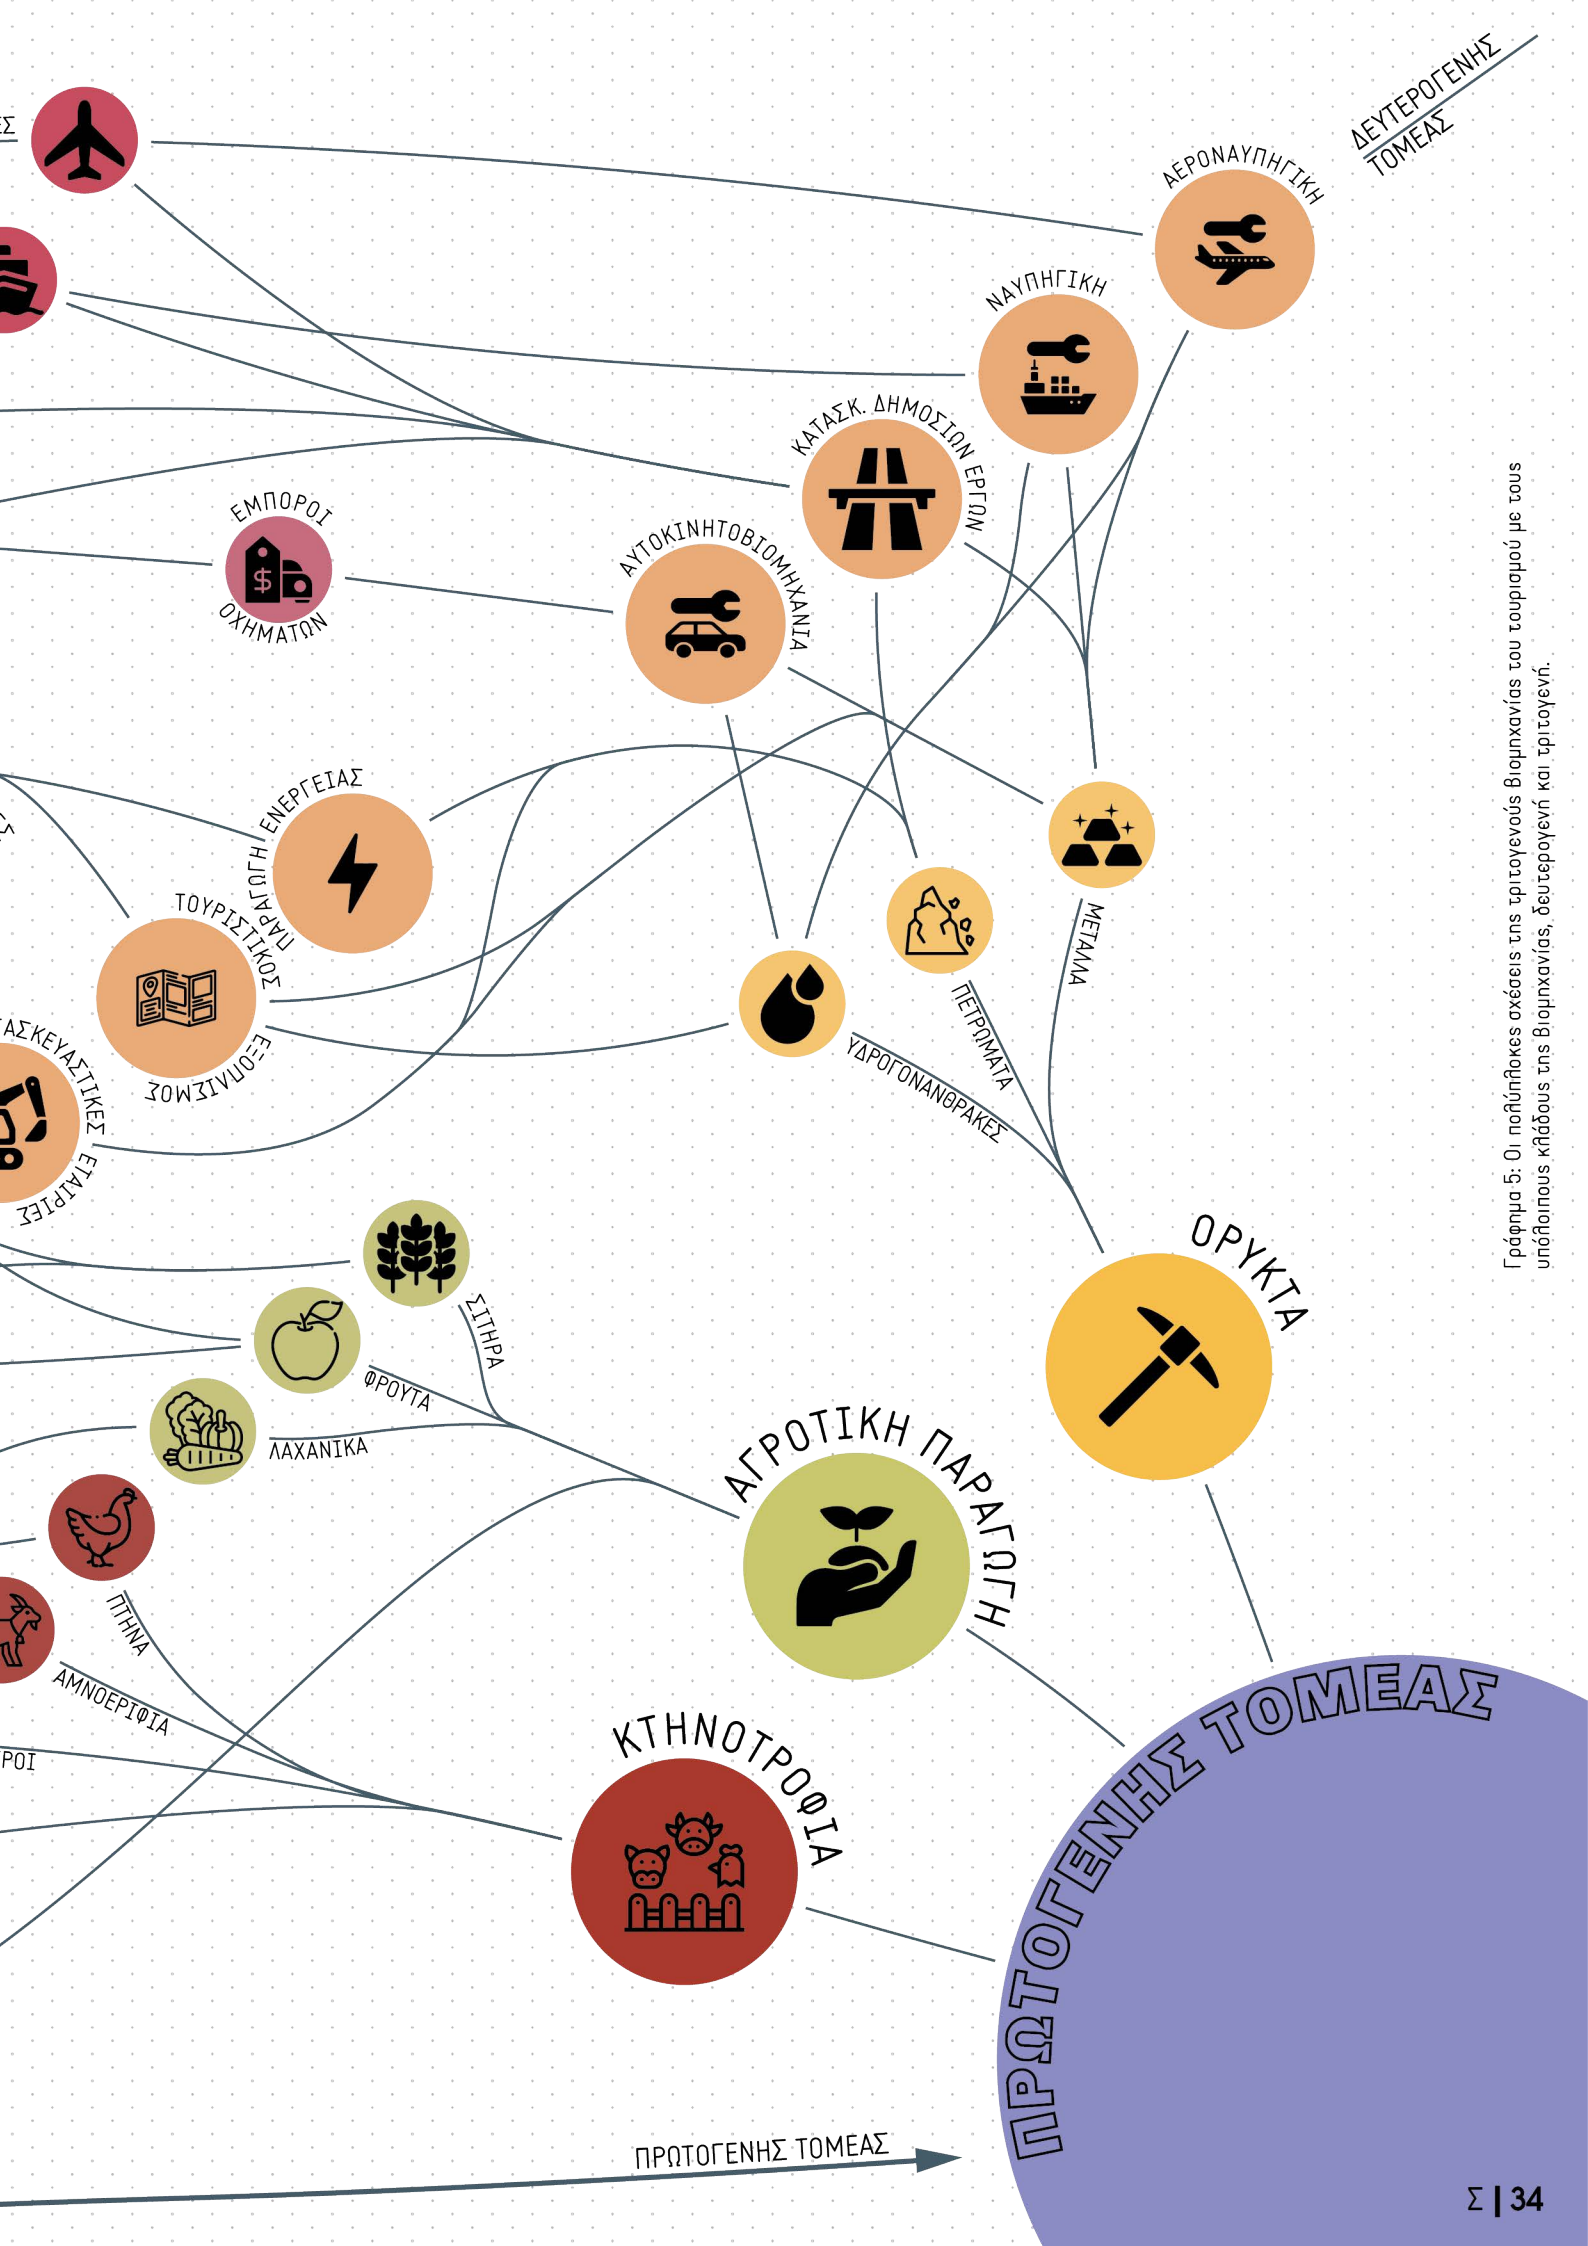 ΔΕΥΤΕΡΟΓΕΝΗΣ
ΤΟΜΕΑΣ
ΑΕΡΟΝΑΥΠΗΓΙΚΗ
ΝΑΥΠΗΓΙΚΗ
ΚΑΤΑΣΚ. ΔΗΜΟΣΙΩΝ ΕΡΓΩΝ
ΑΥΤΟΚΙΝΗΤΟΒΙΟΜΗΧΑΝΙΑ
ΕΜΠΟΡΟΙ
ΟΧΗΜΑΤΩΝ
ΠΑΡΑΓΩΓΗ ΕΝΕΡΓΕΙΑΣ
ΤΟΥΡΙΣΤΙΚΟΣ
ΕΞΟΠΛΙΣΜΟΣ
ΑΣΚΕΥΑΣΤΙΚΕΣ
ΕΤΑΙΡΙΕΣ
ΜΕΤΑΛΛΑ
ΠΕΤΡΩΜΑΤΑ
ΥΔΡΟΓΟΝΑΝΘΡΑΚΕΣ
ΟΡΥΚΤΑ
ΣΙΤΗΡΑ
ΦΡΟΥΤΑ
ΛΑΧΑΝΙΚΑ
ΑΓΡΟΤΙΚΗ ΠΑΡΑΓΩΓΗ
ΠΤΗΝΑ
ΑΜΝΟΕΡΙΦΙΑ
ΡΟΙ
ΚΤΗΝΟΤΡΟΦΙΑ
ΠΡΩΤΟΓΕΝΗΣ ΤΟΜΕΑΣ
ΠΡΩΤΟΓΕΝΗΣ ΤΟΜΕΑΣ
Γράφημα 5: Οι πολύπλοκες σχέσεις της τριτογενούς βιομηχανίας του τουρισμού με τους
υπόλοιπους κλάδους της βιομηχανίας, δευτερογενή και τριτογενή.
Σ | 34